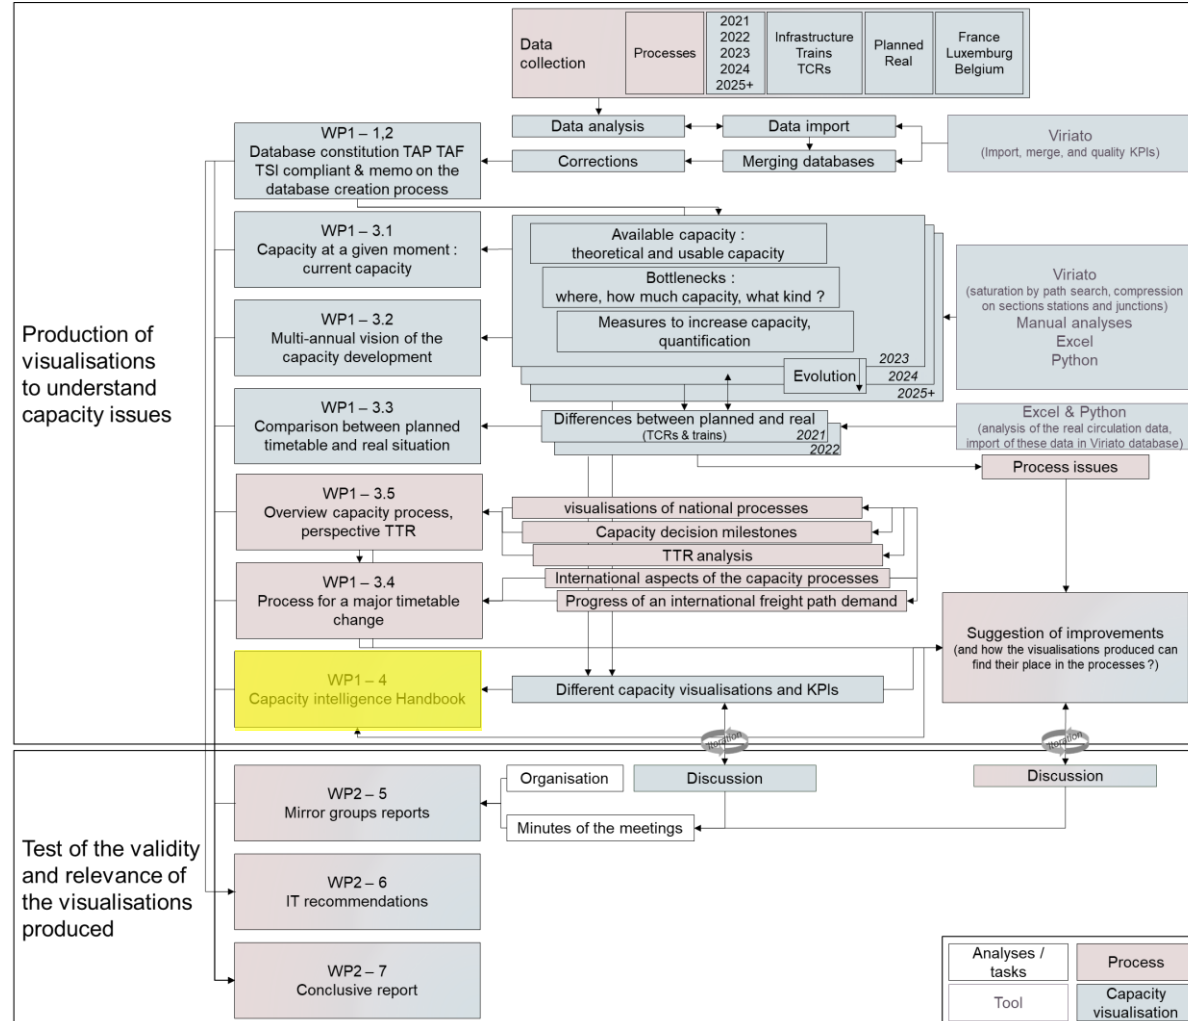 Data
collection
Processes
2021
2022
2023
2024
2025+
Infrastructure
Trains
TCRs
Planned
Real
France
Luxemburg
Belgium
Data analysis
Data import
Corrections
Merging databases
Viriato
(Import, merge, and quality KPIs)
WP1 – 1,2
Database constitution TAP TAF
TSI compliant & memo on the
database creation process
Production of
visualisations
to understand
capacity issues
WP1 – 3.1
Capacity at a given moment :
current capacity
Available capacity :
theoretical and usable capacity
Bottlenecks :
where, how much capacity, what kind ?
Measures to increase capacity,
quantification
2023
Evolution
2024
2025+
Viriato
(saturation by path search, compression
on sections stations and junctions)
Manual analyses
Excel
Python
WP1 – 3.2
Multi-annual vision of the
capacity development
WP1 – 3.3
Comparison between planned
timetable and real situation
Differences between planned and real
(TCRs & trains)
2021
2022
Excel & Python
(analysis of the real circulation data,
import of these data in Viriato database)
Process issues
WP1 – 3.5
Overview capacity process,
perspective TTR
visualisations of national processes
Capacity decision milestones
TTR analysis
International aspects of the capacity processes
Progress of an international freight path demand
WP1 – 3.4
Process for a major timetable
change
Suggestion of improvements
(and how the visualisations produced can
find their place in the processes ?)
WP1 – 4
Capacity intelligence Handbook
Different capacity visualisations and KPIs
Iteration
Iteration
Test of the validity
and relevance of
the visualisations
produced
WP2 – 5
Mirror groups reports
Organisation
Discussion
Discussion
Minutes of the meetings
WP2 – 6
IT recommendations
WP2 – 7
Conclusive report
Analyses /
tasks
Process
Tool
Capacity
visualisation